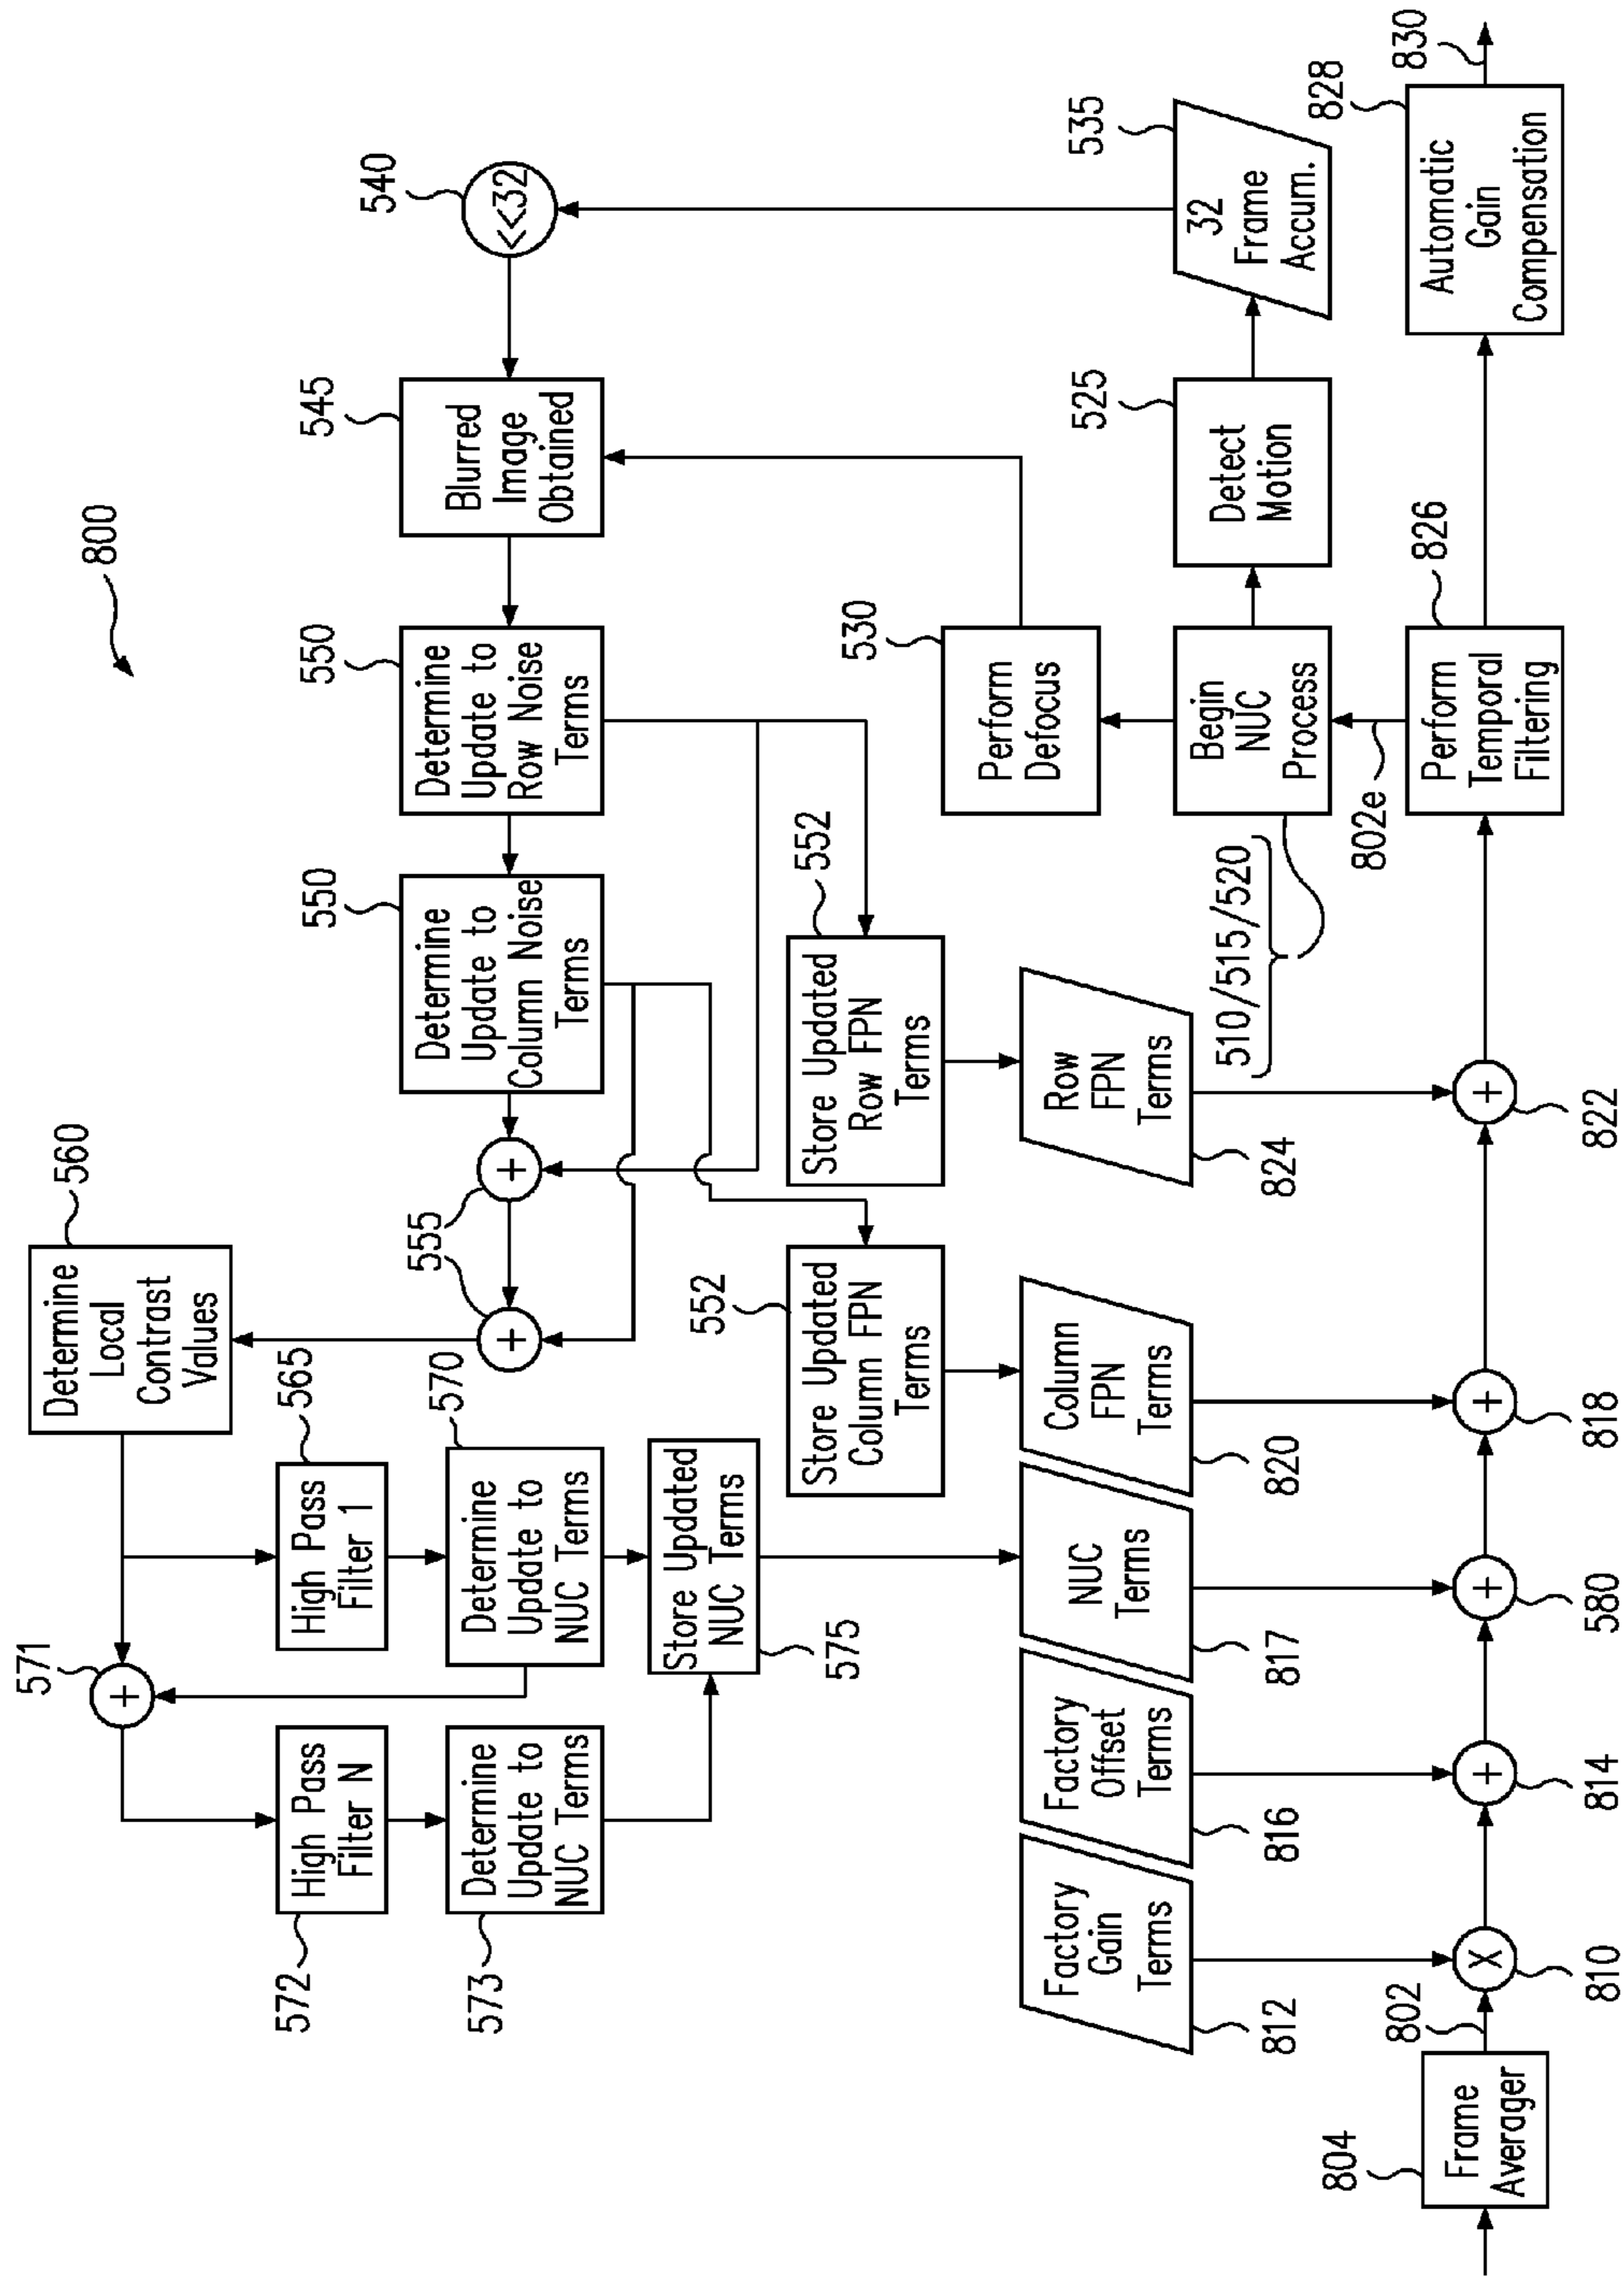 800
560
Determine
Local
Contrast
Values
571
High Pass
Filter 1
565
572
High Pass
Filter N
Determine
Update to
NUC Terms
570
573
Determine
Update to
NUC Terms
Store Updated
NUC Terms
575
555
+
+
+
550
Determine
Update to
Column Noise
Terms
550
Determine
Update to
Row Noise
Terms
545
Blurred
Image
Obtained
540
<<32
552
Store Updated
Column FPN
Terms
552
Store Updated
Row FPN
Terms
530
Perform
Defocus
510/515/520
Begin
NUC
Process
525
Detect
Motion
535
32
Frame
Accum.
Factory
Gain
Terms
812
Factory
Offset
Terms
816
NUC
Terms
817
Column
FPN
Terms
820
Row
FPN
Terms
824
802e
804
Frame
Averager
802
X
810
+
814
+
580
+
818
+
822
826
Perform
Temporal
Filtering
828
Automatic
Gain
Compensation
830